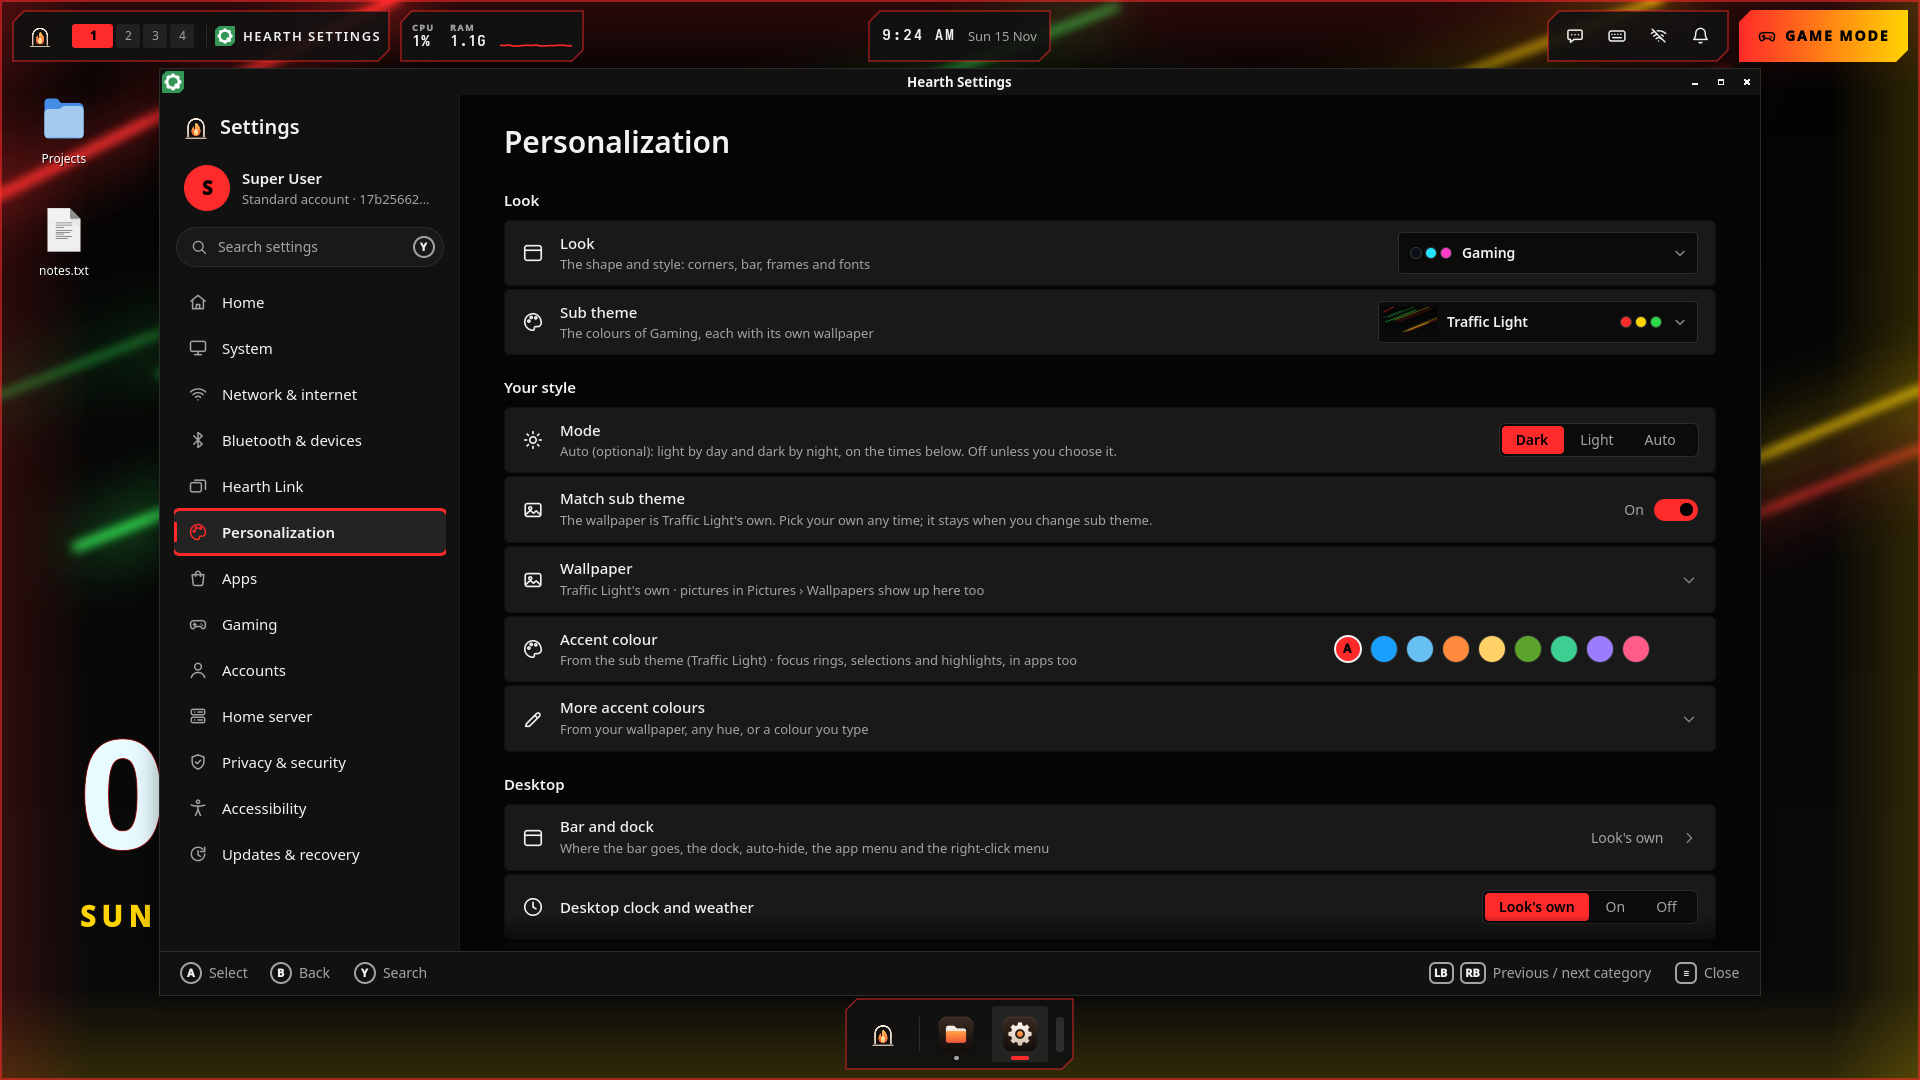 1 2 3 4 HEARTH SETTINGS
CPU RAM
1% 1.1G
9:24 AM Sun 15 Nov
GAME MODE
Hearth Settings
Projects
notes.txt
0
SUN
Settings
S
Super User
Standard account · 17b25662...
Search settings Y
Home
System
Network & internet
Bluetooth & devices
Hearth Link
Personalization
Apps
Gaming
Accounts
Home server
Privacy & security
Accessibility
Updates & recovery
Personalization
Look
Look
The shape and style: corners, bar, frames and fonts
Gaming
Sub theme
The colours of Gaming, each with its own wallpaper
Traffic Light
Your style
Mode
Auto (optional): light by day and dark by night, on the times below. Off unless you choose it.
Dark Light Auto
Match sub theme
The wallpaper is Traffic Light's own. Pick your own any time; it stays when you change sub theme.
On
Wallpaper
Traffic Light's own · pictures in Pictures › Wallpapers show up here too
Accent colour
From the sub theme (Traffic Light) · focus rings, selections and highlights, in apps too
A
More accent colours
From your wallpaper, any hue, or a colour you type
Desktop
Bar and dock
Where the bar goes, the dock, auto-hide, the app menu and the right-click menu
Look's own
Desktop clock and weather
Look's own On Off
A Select B Back Y Search
LB RB Previous / next category ≡ Close